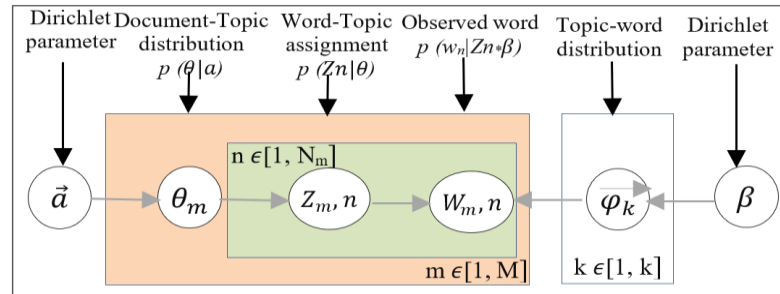 Dirichlet parameter
Document-Topic distribution
p (θ|a)
Word-Topic assignment
p (Zn|θ)
Observed word
p (wₙ|Zn*β)
Topic-word distribution
Dirichlet parameter
n ϵ[1, Nₘ]
a⃗
θₘ
Zₘ, n
Wₘ, n
φₖ
β
m ϵ[1, M]
k ϵ[1, k]